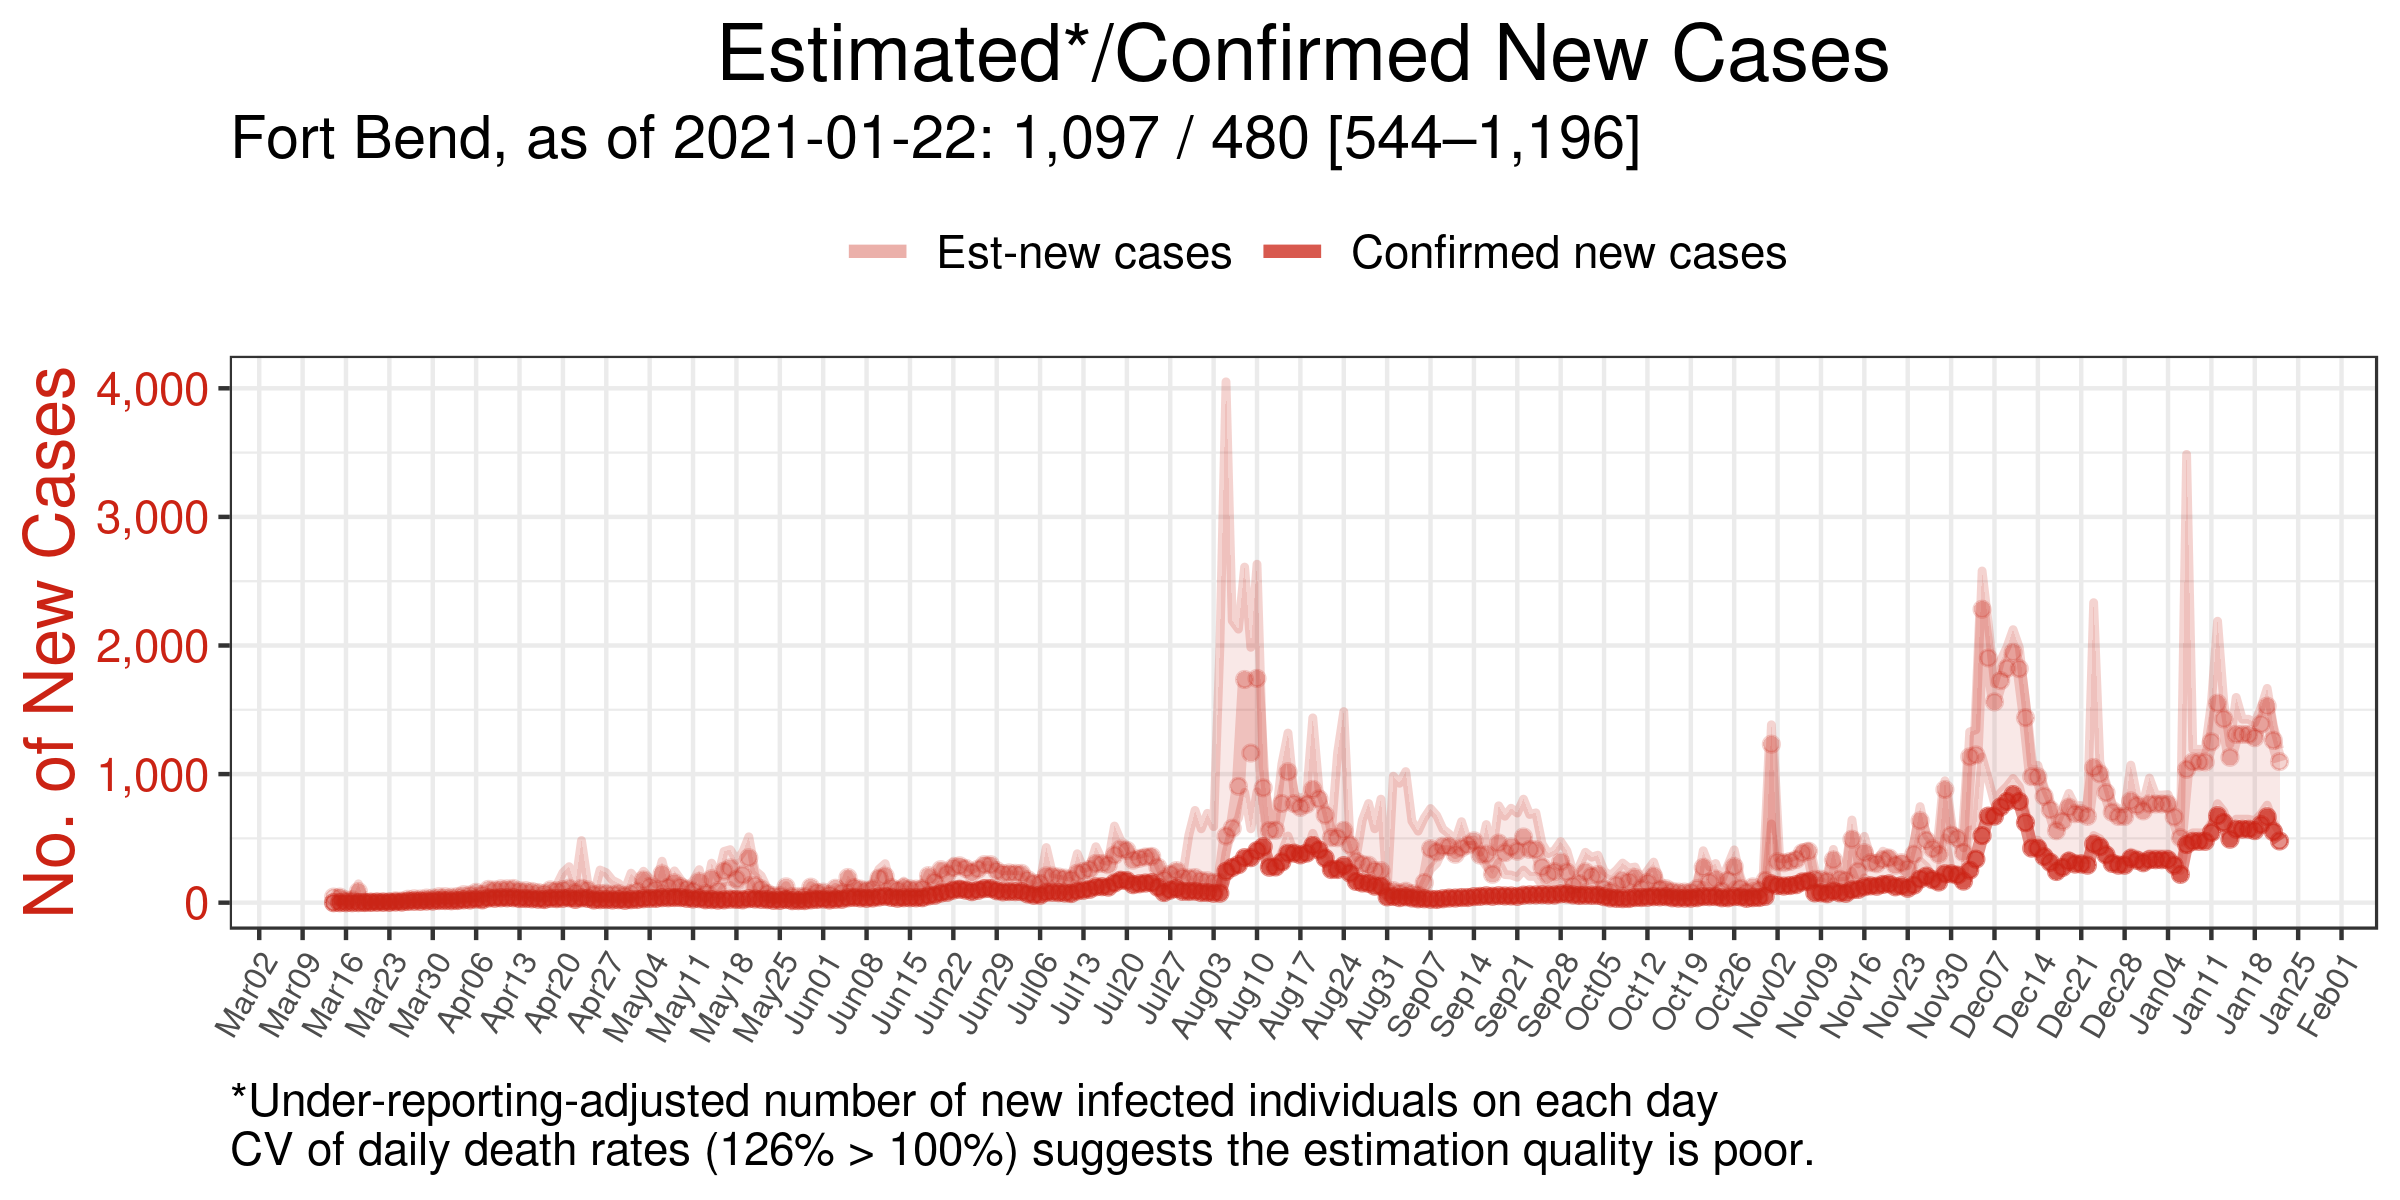 Estimated*/Confirmed New Cases
Fort Bend, as of 2021-01-22: 1,097 / 480 [544–1,196]
Est-new cases Confirmed new cases
No. of New Cases
4,000
3,000
2,000
1,000
0
Mar02 Mar09 Mar16 Mar23 Mar30 Apr06 Apr13 Apr20 Apr27 May04 May11 May18 May25 Jun01 Jun08 Jun15 Jun22 Jun29 Jul06 Jul13 Jul20 Jul27 Aug03 Aug10 Aug17 Aug24 Aug31 Sep07 Sep14 Sep21 Sep28 Oct05 Oct12 Oct19 Oct26 Nov02 Nov09 Nov16 Nov23 Nov30 Dec07 Dec14 Dec21 Dec28 Jan04 Jan11 Jan18 Jan25 Feb01
*Under-reporting-adjusted number of new infected individuals on each day
CV of daily death rates (126% > 100%) suggests the estimation quality is poor.